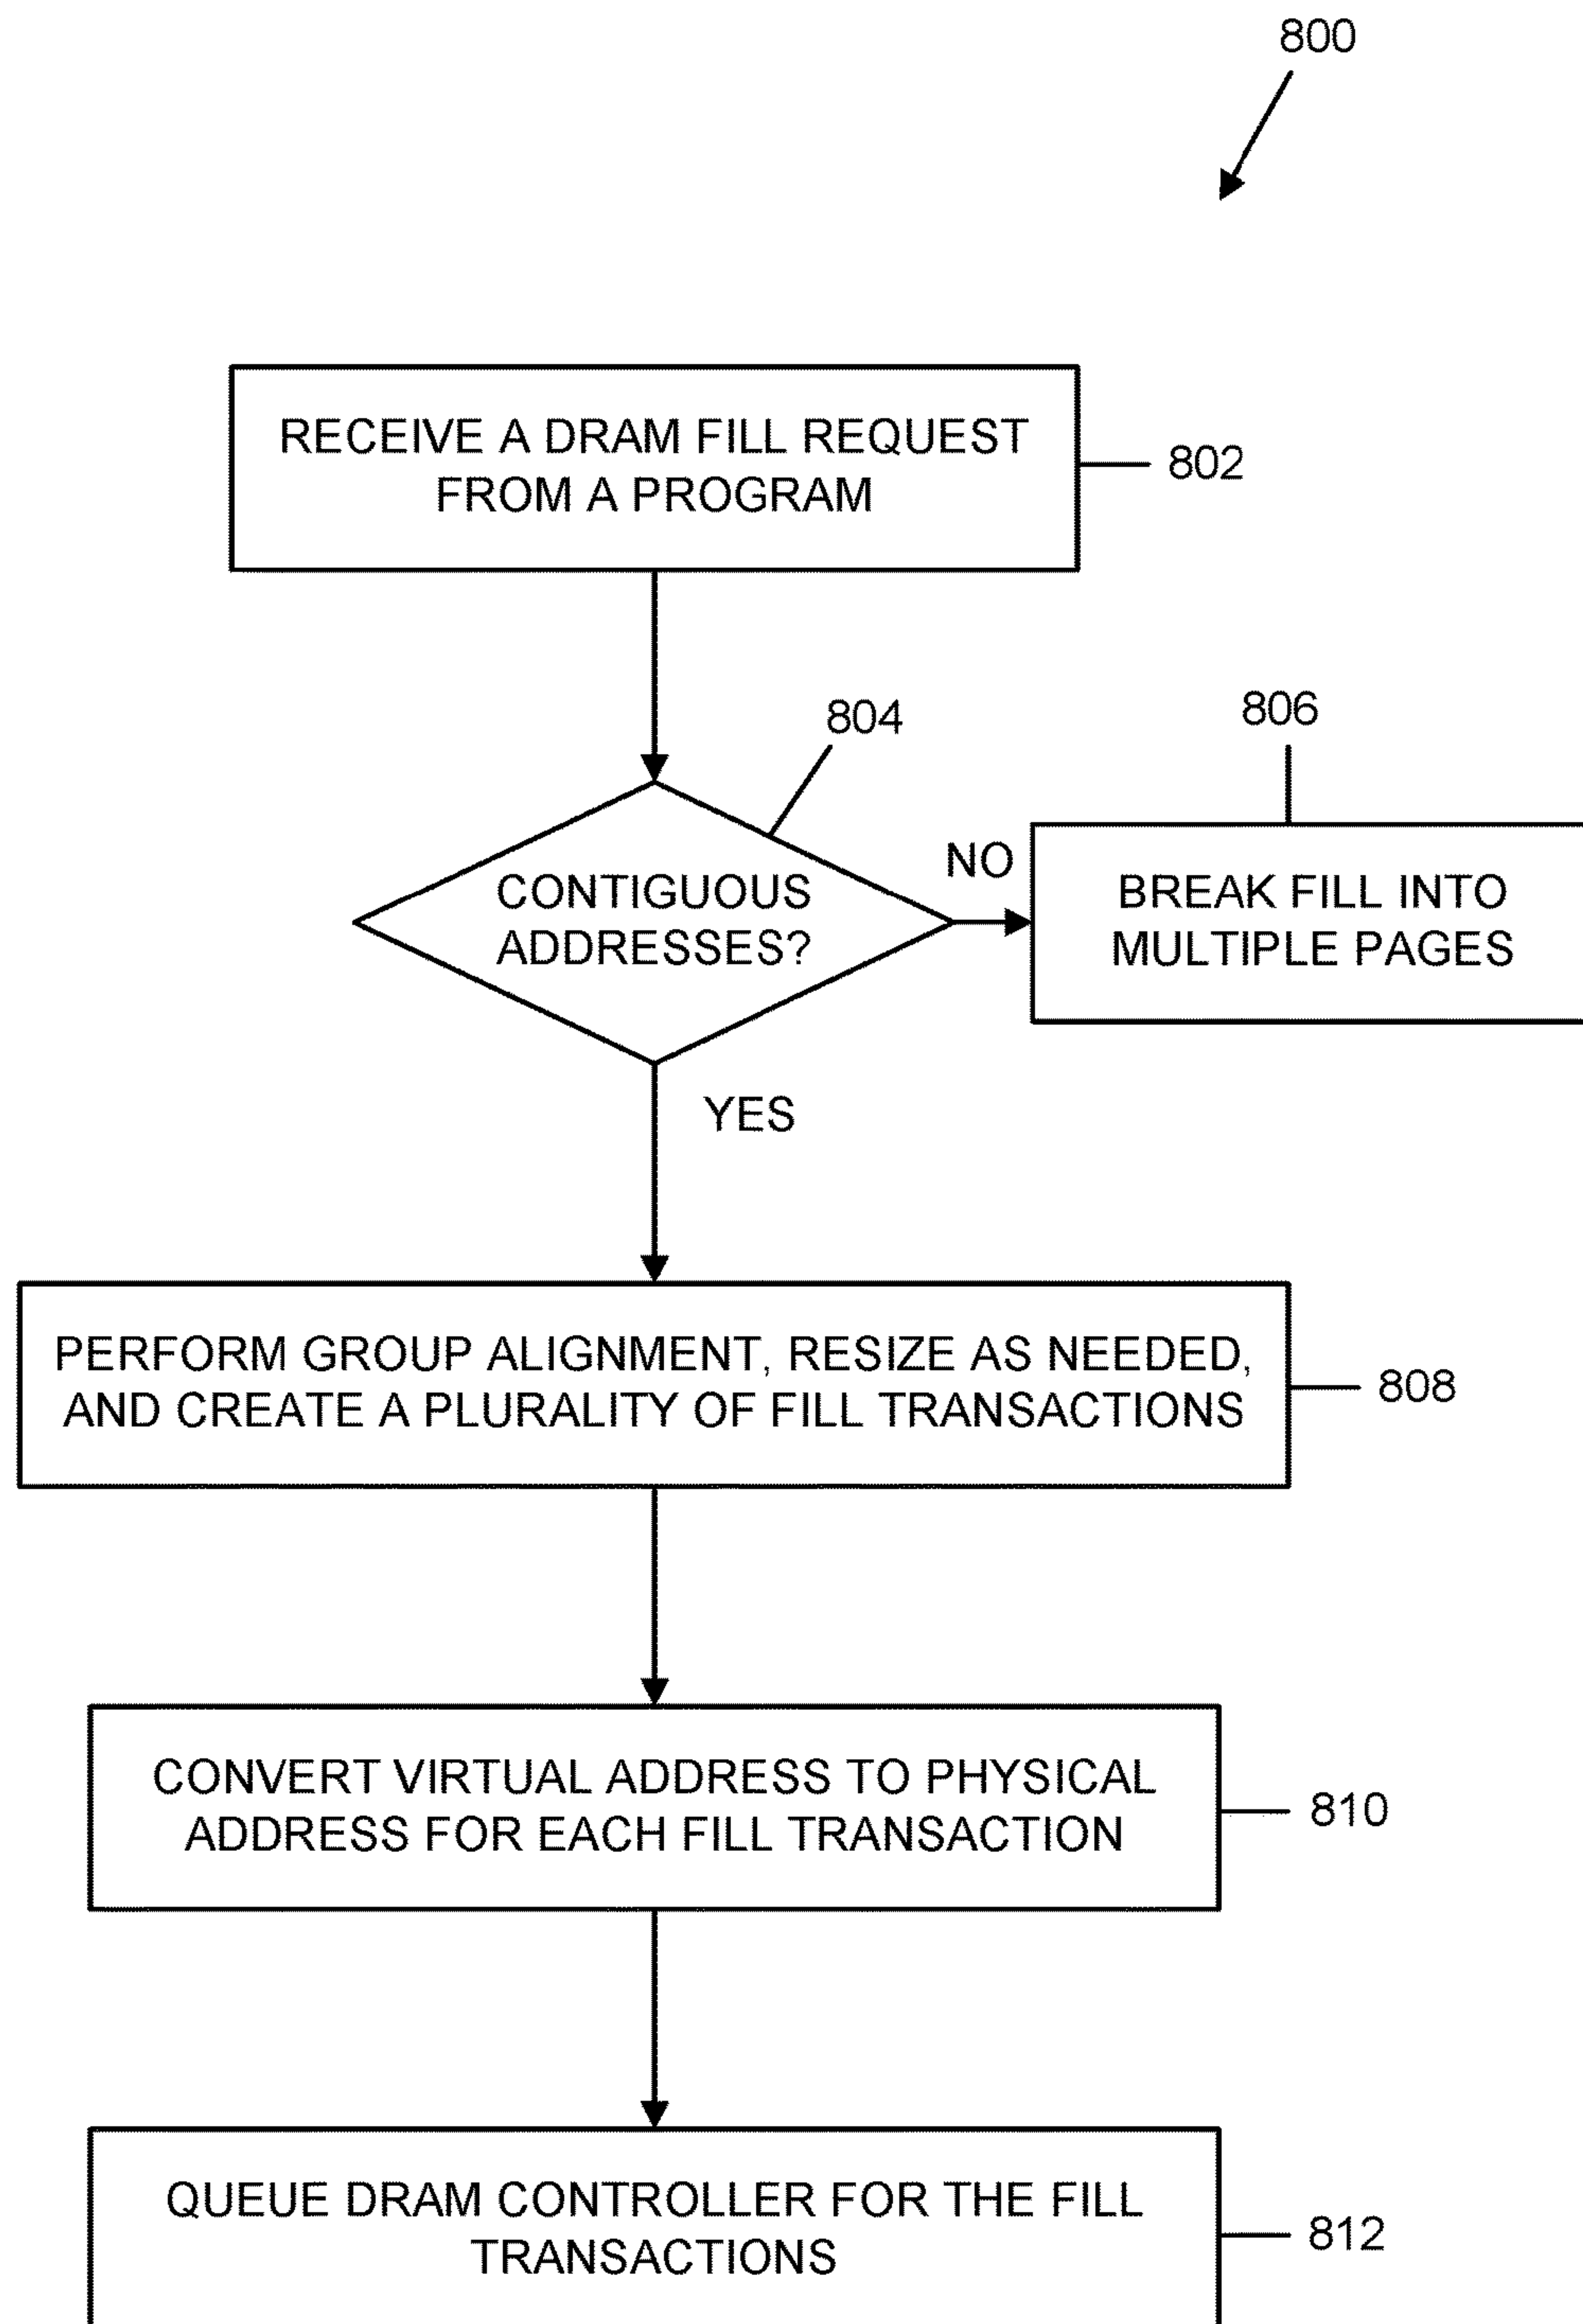 800
RECEIVE A DRAM FILL REQUEST
FROM A PROGRAM
802
804
806
CONTIGUOUS
ADDRESSES?
NO
BREAK FILL INTO
MULTIPLE PAGES
YES
PERFORM GROUP ALIGNMENT, RESIZE AS NEEDED,
AND CREATE A PLURALITY OF FILL TRANSACTIONS
808
CONVERT VIRTUAL ADDRESS TO PHYSICAL
ADDRESS FOR EACH FILL TRANSACTION
810
QUEUE DRAM CONTROLLER FOR THE FILL
TRANSACTIONS
812